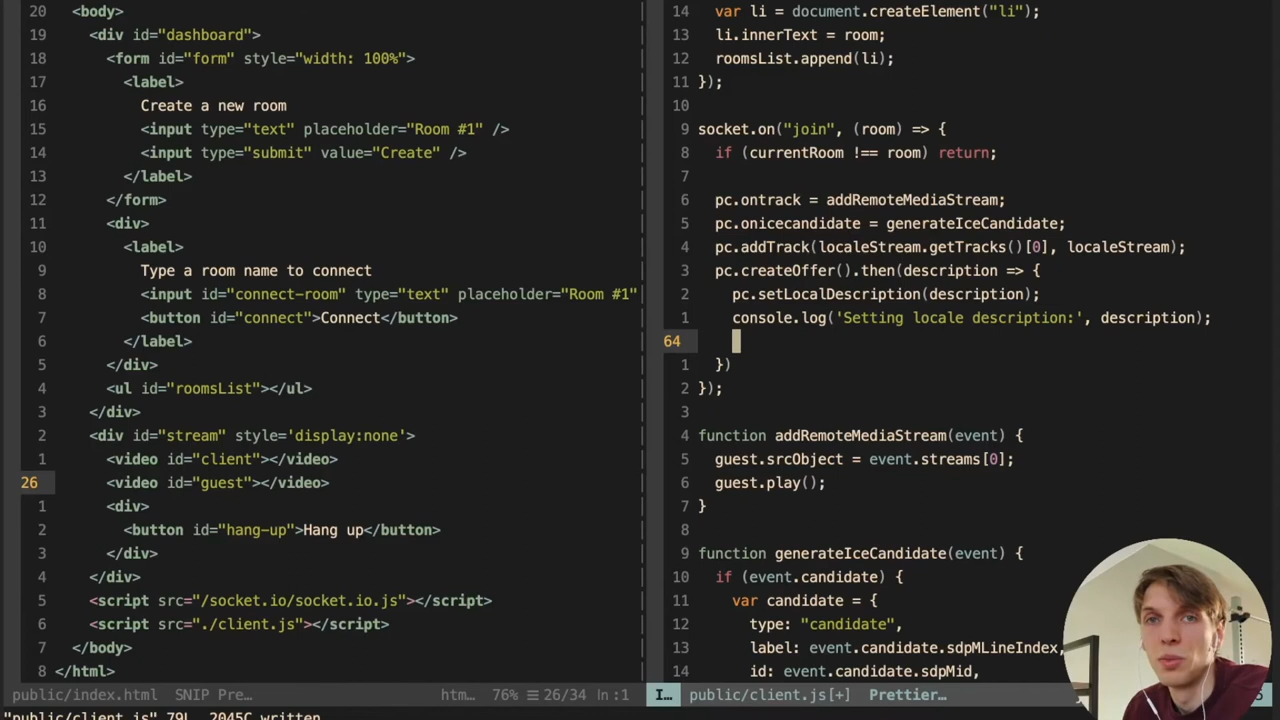 20 <body>
19 <div id="dashboard">
18 <form id="form" style="width: 100%">
17 <label>
16 Create a new room
15 <input type="text" placeholder="Room #1" />
14 <input type="submit" value="Create" />
13 </label>
12 </form>
11 <div>
10 <label>
9 Type a room name to connect
8 <input id="connect-room" type="text" placeholder="Room #1"
7 <button id="connect">Connect</button>
6 </label>
5 </div>
4 <ul id="roomsList"></ul>
3 </div>
2 <div id="stream" style='display:none'>
1 <video id="client"></video>
26 <video id="guest"></video>
1 <div>
2 <button id="hang-up">Hang up</button>
3 </div>
4 </div>
5 <script src="/socket.io/socket.io.js"></script>
6 <script src="./client.js"></script>
7 </body>
8 </html>
public/index.html SNIP Pre… htm… 76% ≡ 26/34 ln:1
14 var li = document.createElement("li");
13 li.innerText = room;
12 roomsList.append(li);
11 });
10
9 socket.on("join", (room) => {
8 if (currentRoom !== room) return;
7
6 pc.ontrack = addRemoteMediaStream;
5 pc.onicecandidate = generateIceCandidate;
4 pc.addTrack(localeStream.getTracks()[0], localeStream);
3 pc.createOffer().then(description => {
2 pc.setLocalDescription(description);
1 console.log('Setting locale description:', description);
64
1 })
2 });
3
4 function addRemoteMediaStream(event) {
5 guest.srcObject = event.streams[0];
6 guest.play();
7 }
8
9 function generateIceCandidate(event) {
10 if (event.candidate) {
11 var candidate = {
12 type: "candidate",
13 label: event.candidate.sdpMLineIndex,
14 id: event.candidate.sdpMid,
I… public/client.js[+] Prettier…
"public/client.js" 79L, 2045C written